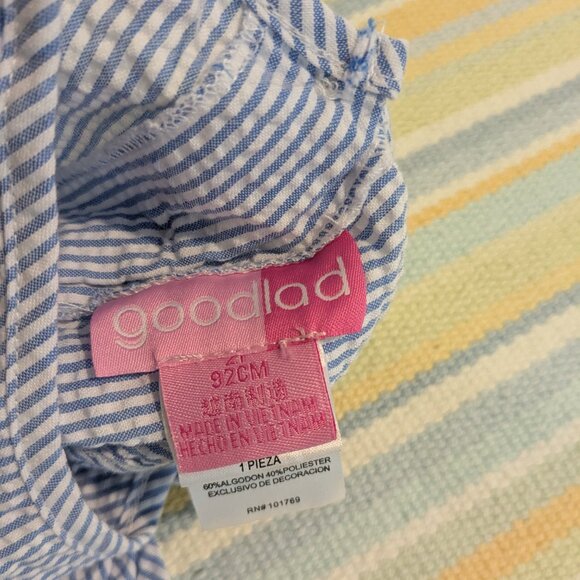 goodlad
2T
92CM
越南制造
MADE IN VIETNAM
HECHO EN VIETNAM
1 PIEZA
60%ALGODON 40%POLIESTER
EXCLUSIVO DE DECORACION
RN# 101769